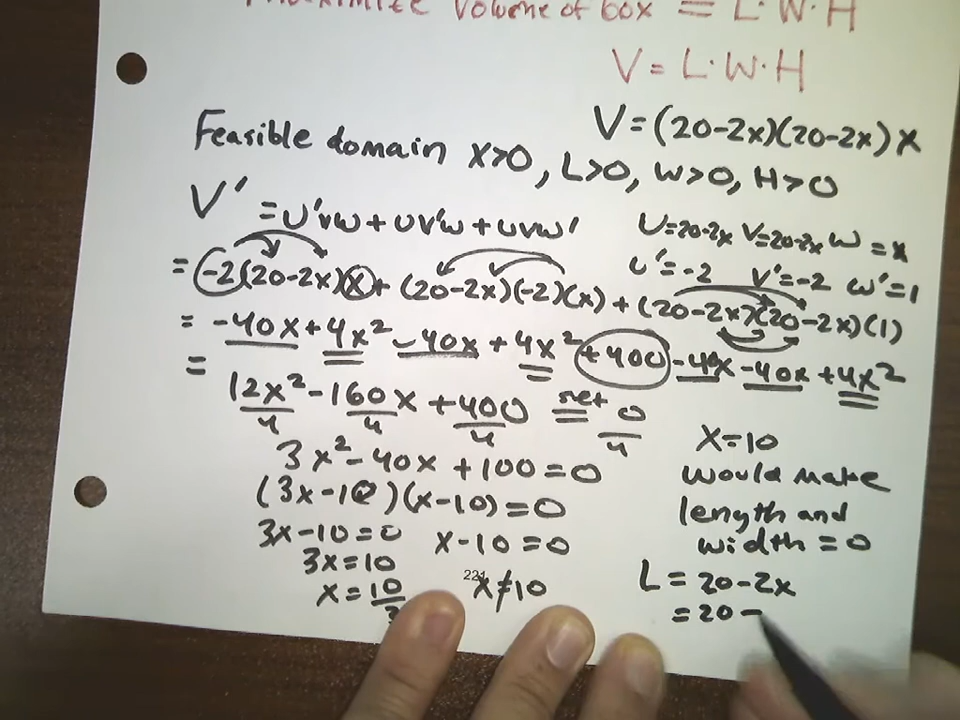 Volume of box = L·W·H
V = L·W·H
V = (20-2x)(20-2x)x
Feasible domain x>0, L>0, W>0, H>0
V' = u'vw + uv'w + uvw'
u=20-2x v=20-2x w=x
u'=-2 v'=-2 w'=1
= -2(20-2x)(x) + (20-2x)(-2)(x) + (20-2x)(20-2x)(1)
= -40x + 4x² - 40x + 4x² + 400 - 40x - 40x + 4x²
=
12x²/4 - 160x/4 + 400/4 set = 0/4
3x² - 40x + 100 = 0
(3x-10)(x-10) = 0
3x-10=0 x-10=0
3x=10
x=10/3 x≠10
221
x=10
would make
length and
width = 0
L = 20-2x
= 20-